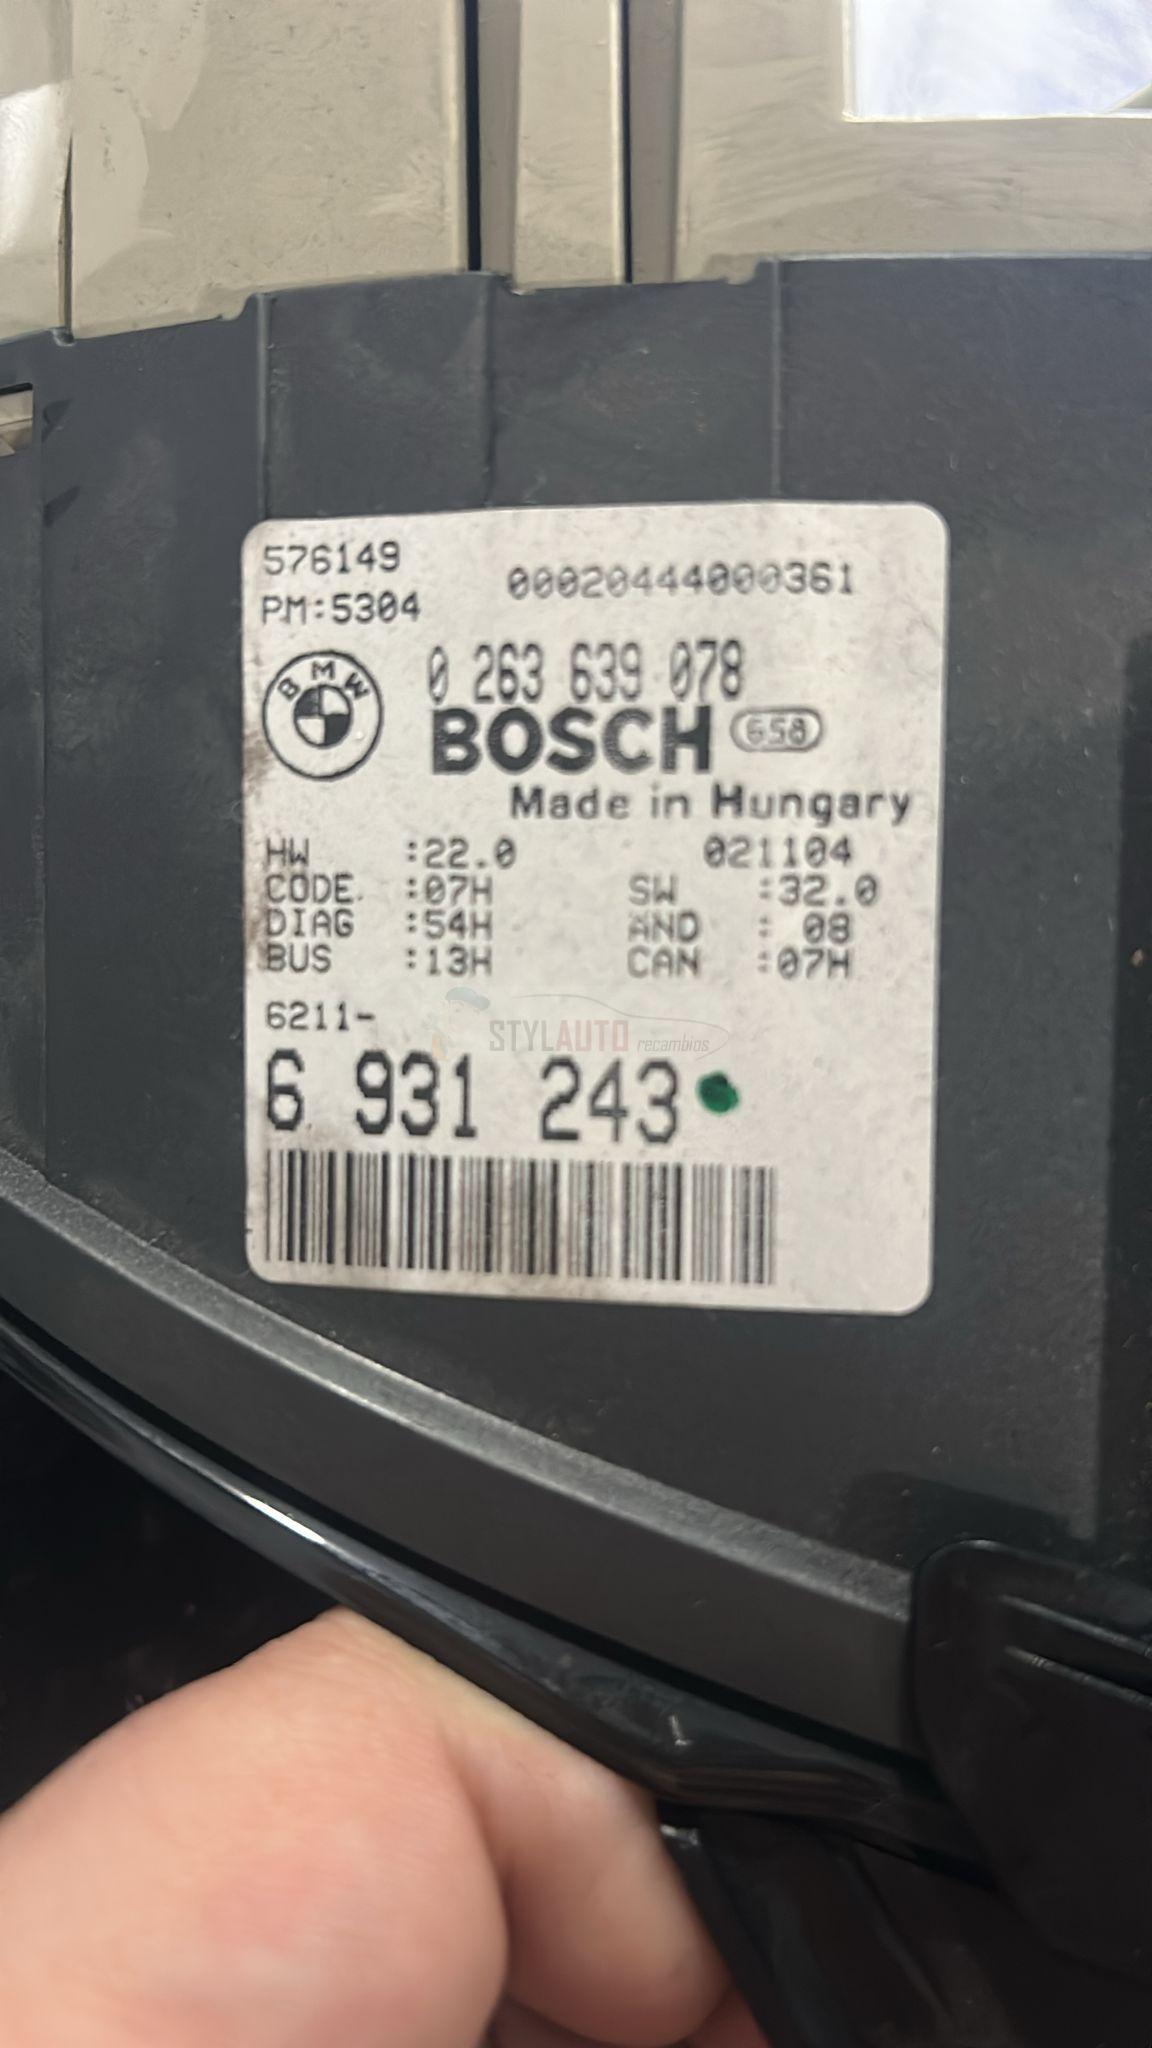 576149
00020444000361
PM:5304
BMW
0 263 639 078
BOSCH 6S8
Made in Hungary
HW :22.0 021104
CODE :07H SW :32.0
DIAG :54H AND : 08
BUS :13H CAN :07H
6211-
STYLAUTO recambios
6 931 243